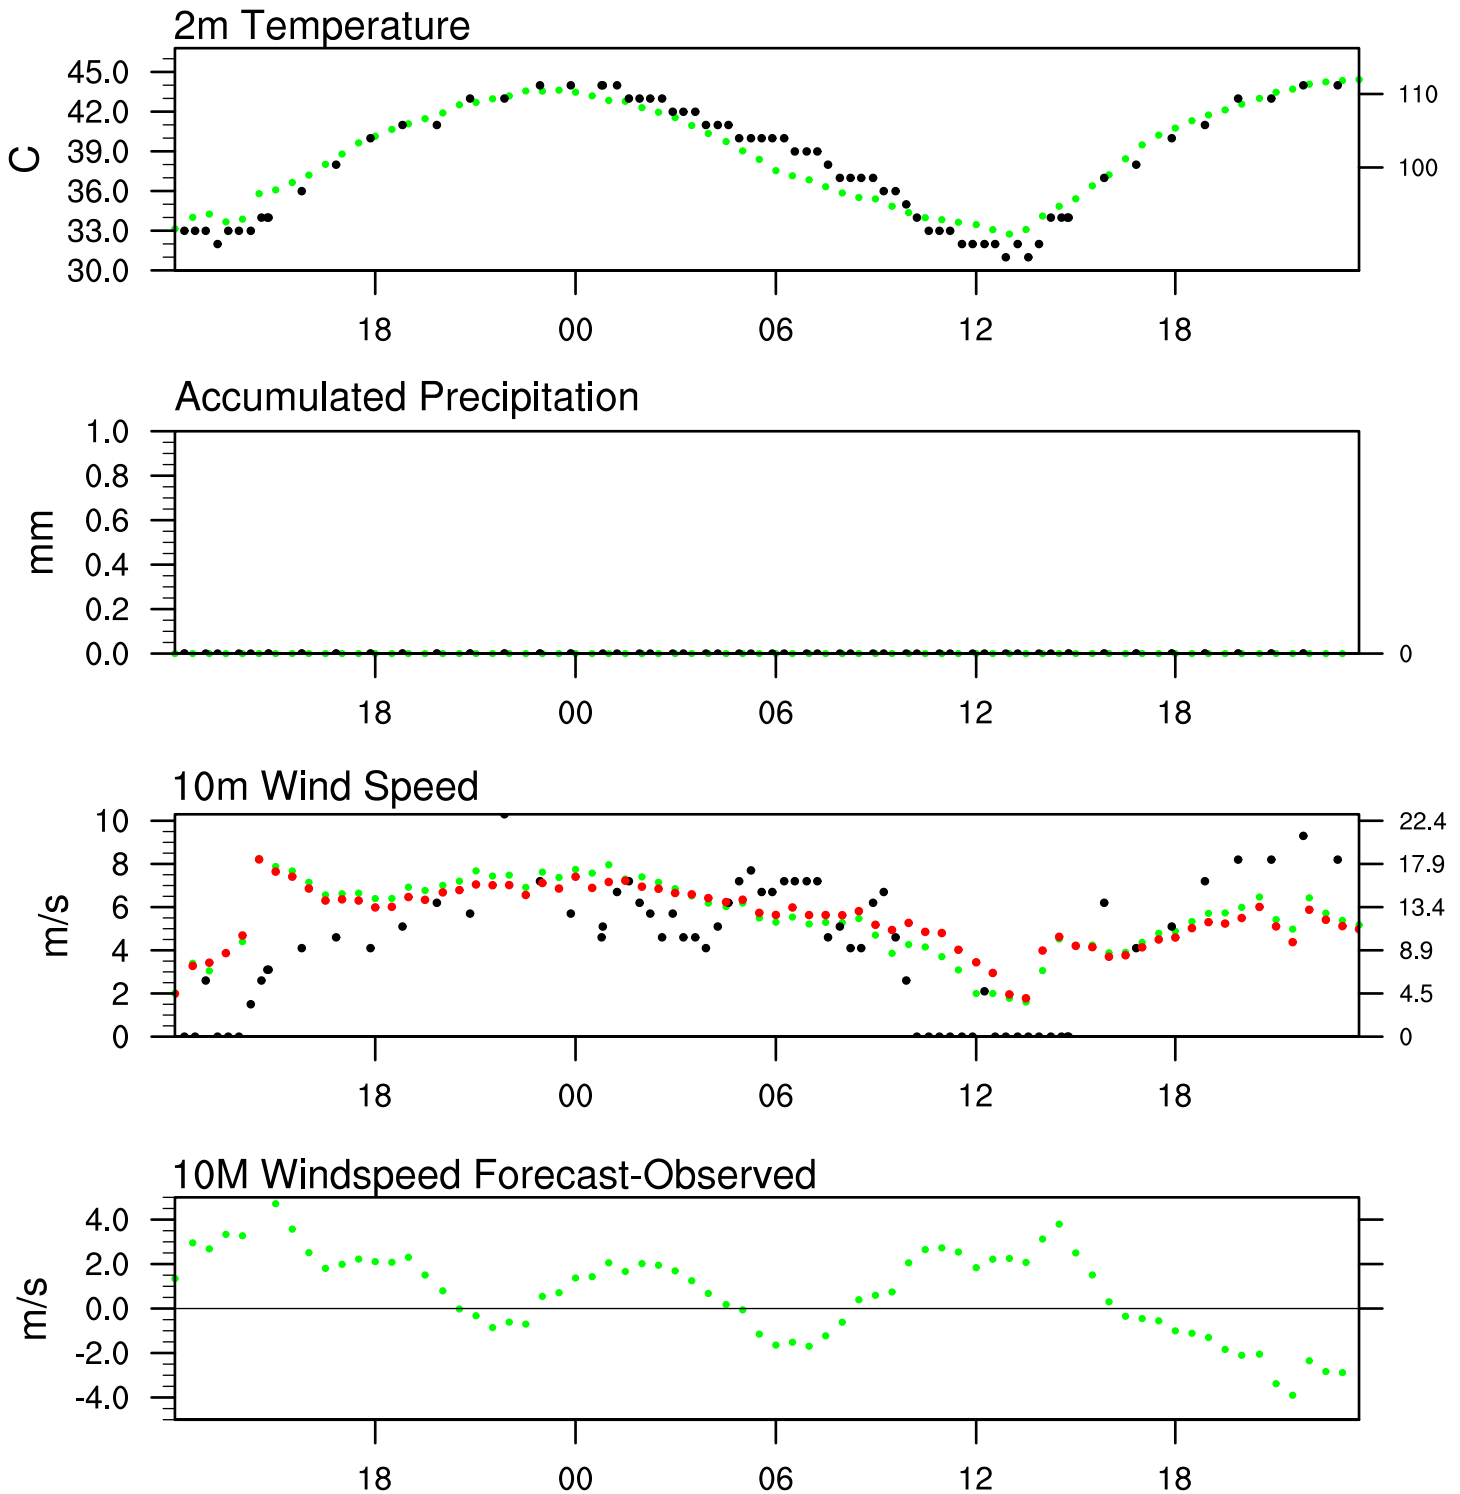 2m Temperature
45.0
42.0
39.0
36.0
33.0
30.0
C
110
100
18 00 06 12 18
Accumulated Precipitation
1.0
0.8
0.6
0.4
0.2
0.0
mm
0
18 00 06 12 18
10m Wind Speed
10
8
6
4
2
0
m/s
22.4
17.9
13.4
8.9
4.5
0
18 00 06 12 18
10M Windspeed Forecast-Observed
4.0
2.0
0.0
-2.0
-4.0
m/s
18 00 06 12 18